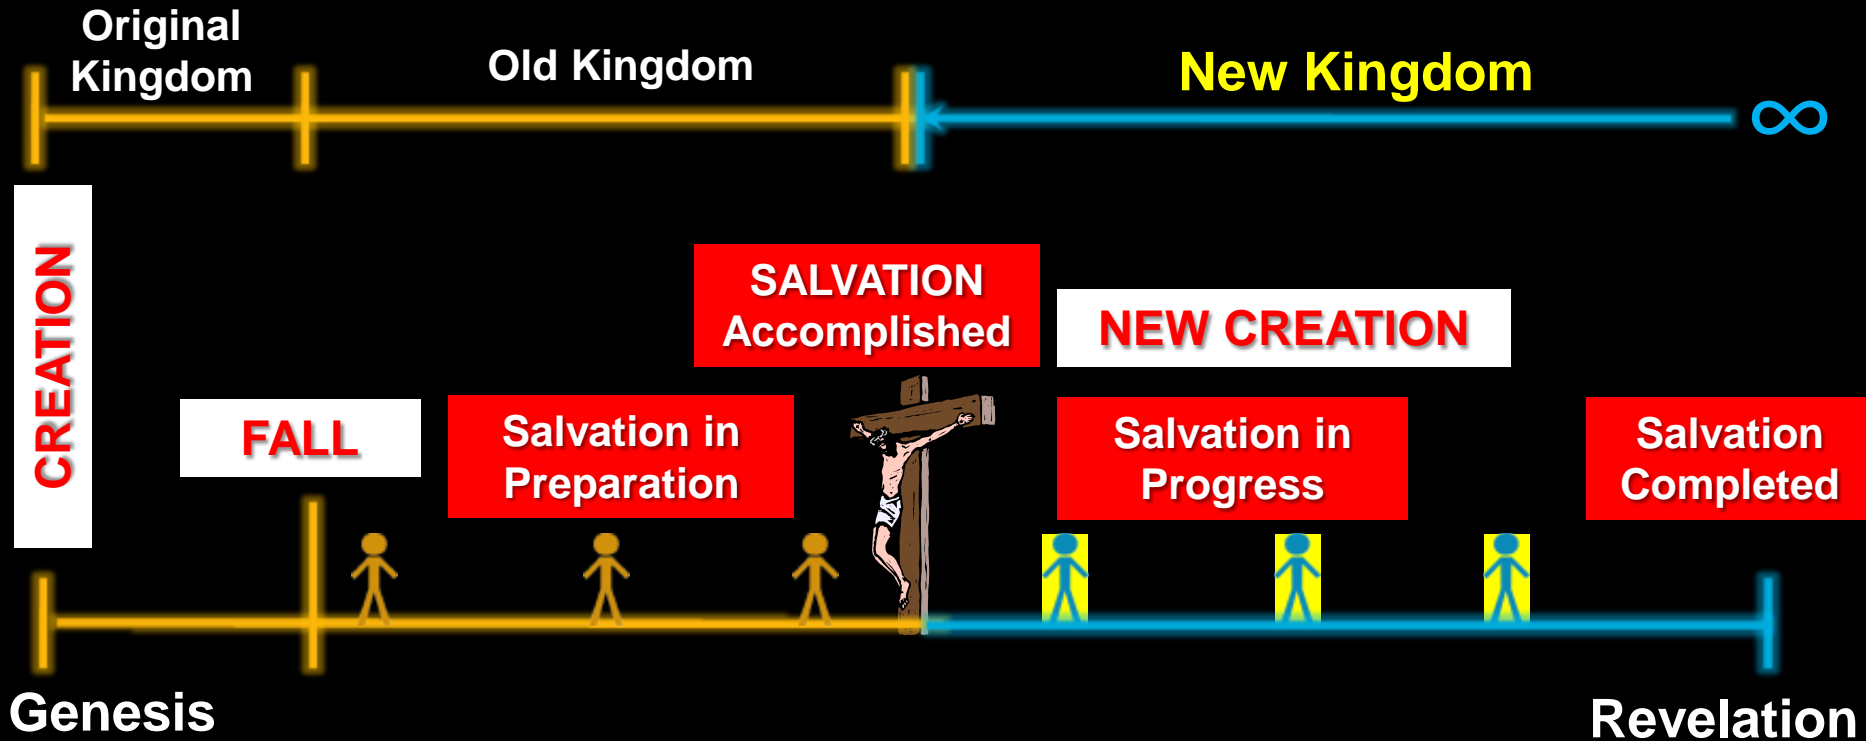 Original
Kingdom
Old Kingdom
New Kingdom
∞
CREATION
SALVATION
Accomplished
NEW CREATION
FALL
Salvation in
Preparation
Salvation in
Progress
Salvation
Completed
Genesis
Revelation